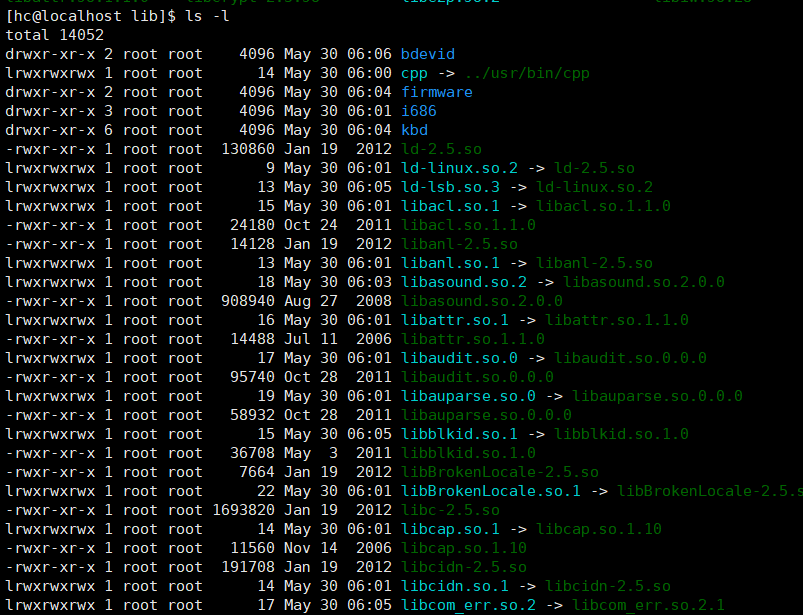 [hc@localhost lib]$ ls -l
total 14052
drwxr-xr-x 2 root root    4096 May 30 06:06 bdevid
lrwxrwxrwx 1 root root      14 May 30 06:00 cpp -> ../usr/bin/cpp
drwxr-xr-x 2 root root    4096 May 30 06:04 firmware
drwxr-xr-x 3 root root    4096 May 30 06:01 i686
drwxr-xr-x 6 root root    4096 May 30 06:04 kbd
-rwxr-xr-x 1 root root  130860 Jan 19  2012 ld-2.5.so
lrwxrwxrwx 1 root root       9 May 30 06:01 ld-linux.so.2 -> ld-2.5.so
lrwxrwxrwx 1 root root      13 May 30 06:05 ld-lsb.so.3 -> ld-linux.so.2
lrwxrwxrwx 1 root root      15 May 30 06:01 libacl.so.1 -> libacl.so.1.1.0
-rwxr-xr-x 1 root root   24180 Oct 24  2011 libacl.so.1.1.0
-rwxr-xr-x 1 root root   14128 Jan 19  2012 libanl-2.5.so
lrwxrwxrwx 1 root root      13 May 30 06:01 libanl.so.1 -> libanl-2.5.so
lrwxrwxrwx 1 root root      18 May 30 06:03 libasound.so.2 -> libasound.so.2.0.0
-rwxr-xr-x 1 root root  908940 Aug 27  2008 libasound.so.2.0.0
lrwxrwxrwx 1 root root      16 May 30 06:01 libattr.so.1 -> libattr.so.1.1.0
-rwxr-xr-x 1 root root   14488 Jul 11  2006 libattr.so.1.1.0
lrwxrwxrwx 1 root root      17 May 30 06:01 libaudit.so.0 -> libaudit.so.0.0.0
-rwxr-xr-x 1 root root   95740 Oct 28  2011 libaudit.so.0.0.0
lrwxrwxrwx 1 root root      19 May 30 06:01 libauparse.so.0 -> libauparse.so.0.0.0
-rwxr-xr-x 1 root root   58932 Oct 28  2011 libauparse.so.0.0.0
lrwxrwxrwx 1 root root      15 May 30 06:05 libblkid.so.1 -> libblkid.so.1.0
-rwxr-xr-x 1 root root   36708 May  3  2011 libblkid.so.1.0
-rwxr-xr-x 1 root root    7664 Jan 19  2012 libBrokenLocale-2.5.so
lrwxrwxrwx 1 root root      22 May 30 06:01 libBrokenLocale.so.1 -> libBrokenLocale-2.5.s
-rwxr-xr-x 1 root root 1693820 Jan 19  2012 libc-2.5.so
lrwxrwxrwx 1 root root      14 May 30 06:01 libcap.so.1 -> libcap.so.1.10
-rwxr-xr-x 1 root root   11560 Nov 14  2006 libcap.so.1.10
-rwxr-xr-x 1 root root  191708 Jan 19  2012 libcidn-2.5.so
lrwxrwxrwx 1 root root      14 May 30 06:01 libcidn.so.1 -> libcidn-2.5.so
lrwxrwxrwx 1 root root      17 May 30 06:05 libcom_err.so.2 -> libcom_err.so.2.1